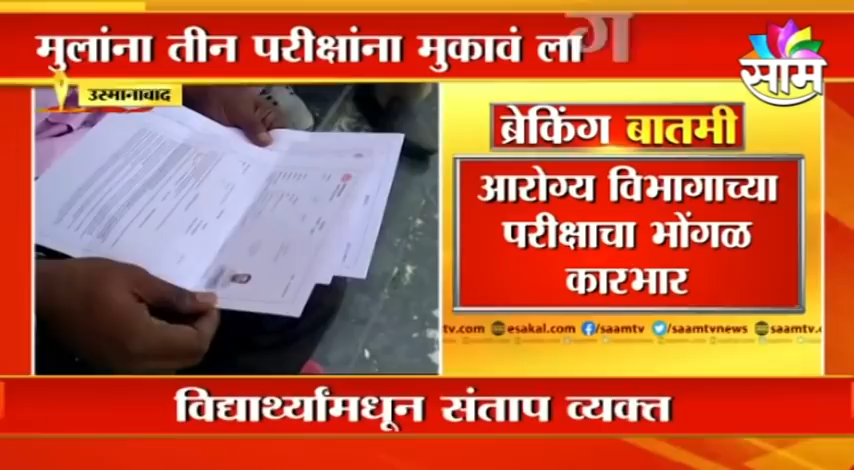 मुलांना तीन परीक्षांना मुकावं ला
ग
साम
उस्मानाबाद
ब्रेकिंग बातमी
आरोग्य विभागाच्या
परीक्षाचा भोंगळ
कारभार
tv.com esakal.com /saamtv /saamtvnews saamtv.c
विद्यार्थ्यांमधून संताप व्यक्त